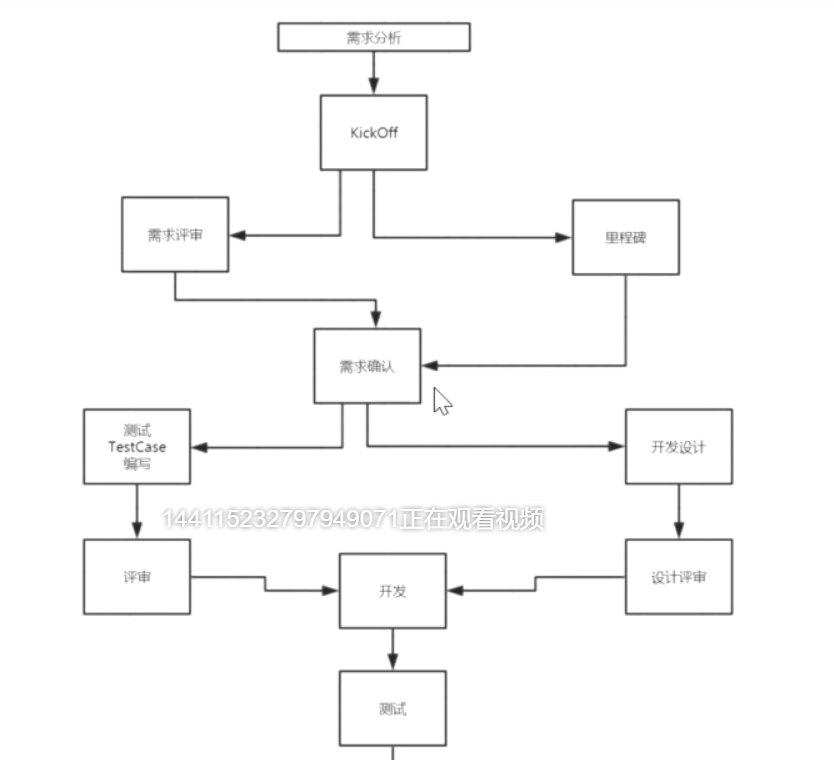 需求分析
KickOff
需求评审
里程碑
需求确认
测试
TestCase
编写
开发设计
144115232797949071正在观看视频
评审
开发
设计评审
测试